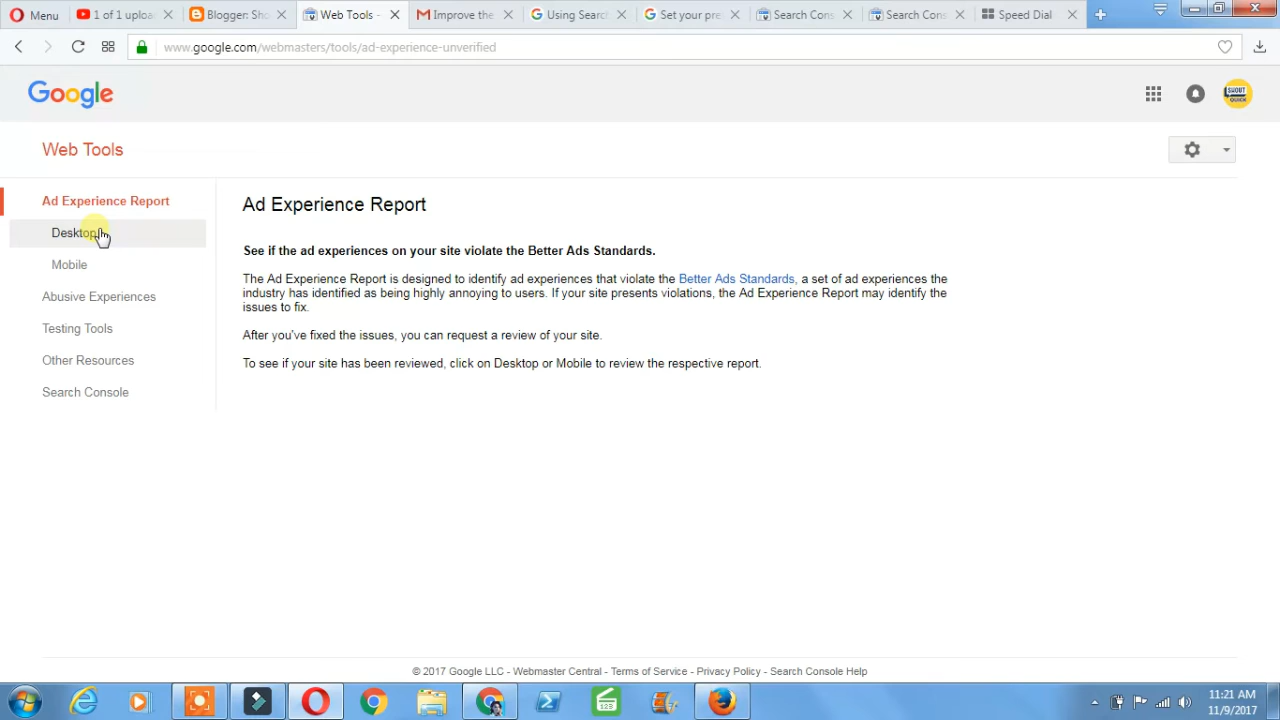 Menu
1 of 1 uploa
Blogger: Sho
Web Tools -
Improve the
Using Searc
Set your pre
Search Cons
Search Cons
Speed Dial
www.google.com/webmasters/tools/ad-experience-unverified
Google
SHOUT
QUICK
Web Tools
Ad Experience Report
Desktop
Mobile
Abusive Experiences
Testing Tools
Other Resources
Search Console
Ad Experience Report
See if the ad experiences on your site violate the Better Ads Standards.
The Ad Experience Report is designed to identify ad experiences that violate the Better Ads Standards, a set of ad experiences the
industry has identified as being highly annoying to users. If your site presents violations, the Ad Experience Report may identify the
issues to fix.
After you've fixed the issues, you can request a review of your site.
To see if your site has been reviewed, click on Desktop or Mobile to review the respective report.
© 2017 Google LLC - Webmaster Central - Terms of Service - Privacy Policy - Search Console Help
123
11:21 AM
11/9/2017